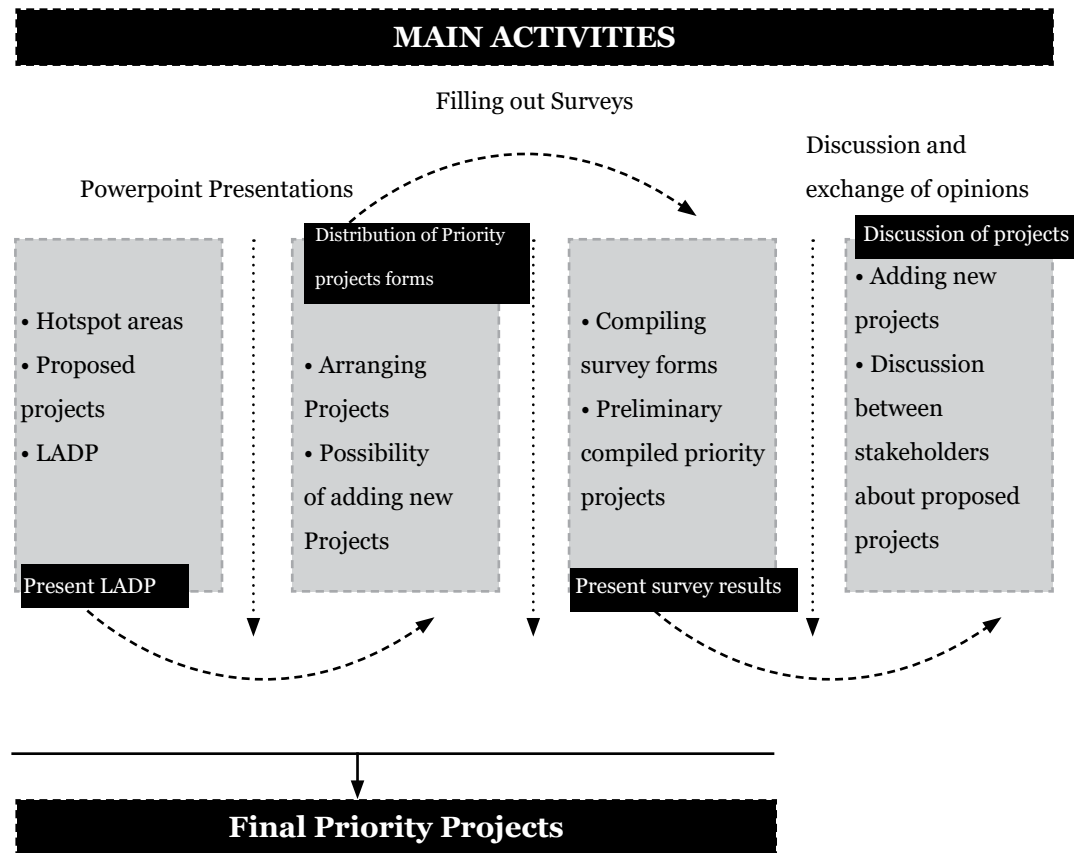 MAIN ACTIVITIES
Filling out Surveys
Powerpoint Presentations
Discussion and
exchange of opinions
• Hotspot areas
• Proposed
projects
• LADP
Present LADP
Distribution of Priority
projects forms
• Arranging
Projects
• Possibility
of adding new
Projects
• Compiling
survey forms
• Preliminary
compiled priority
projects
Present survey results
Discussion of projects
• Adding new
projects
• Discussion
between
stakeholders
about proposed
projects
Final Priority Projects